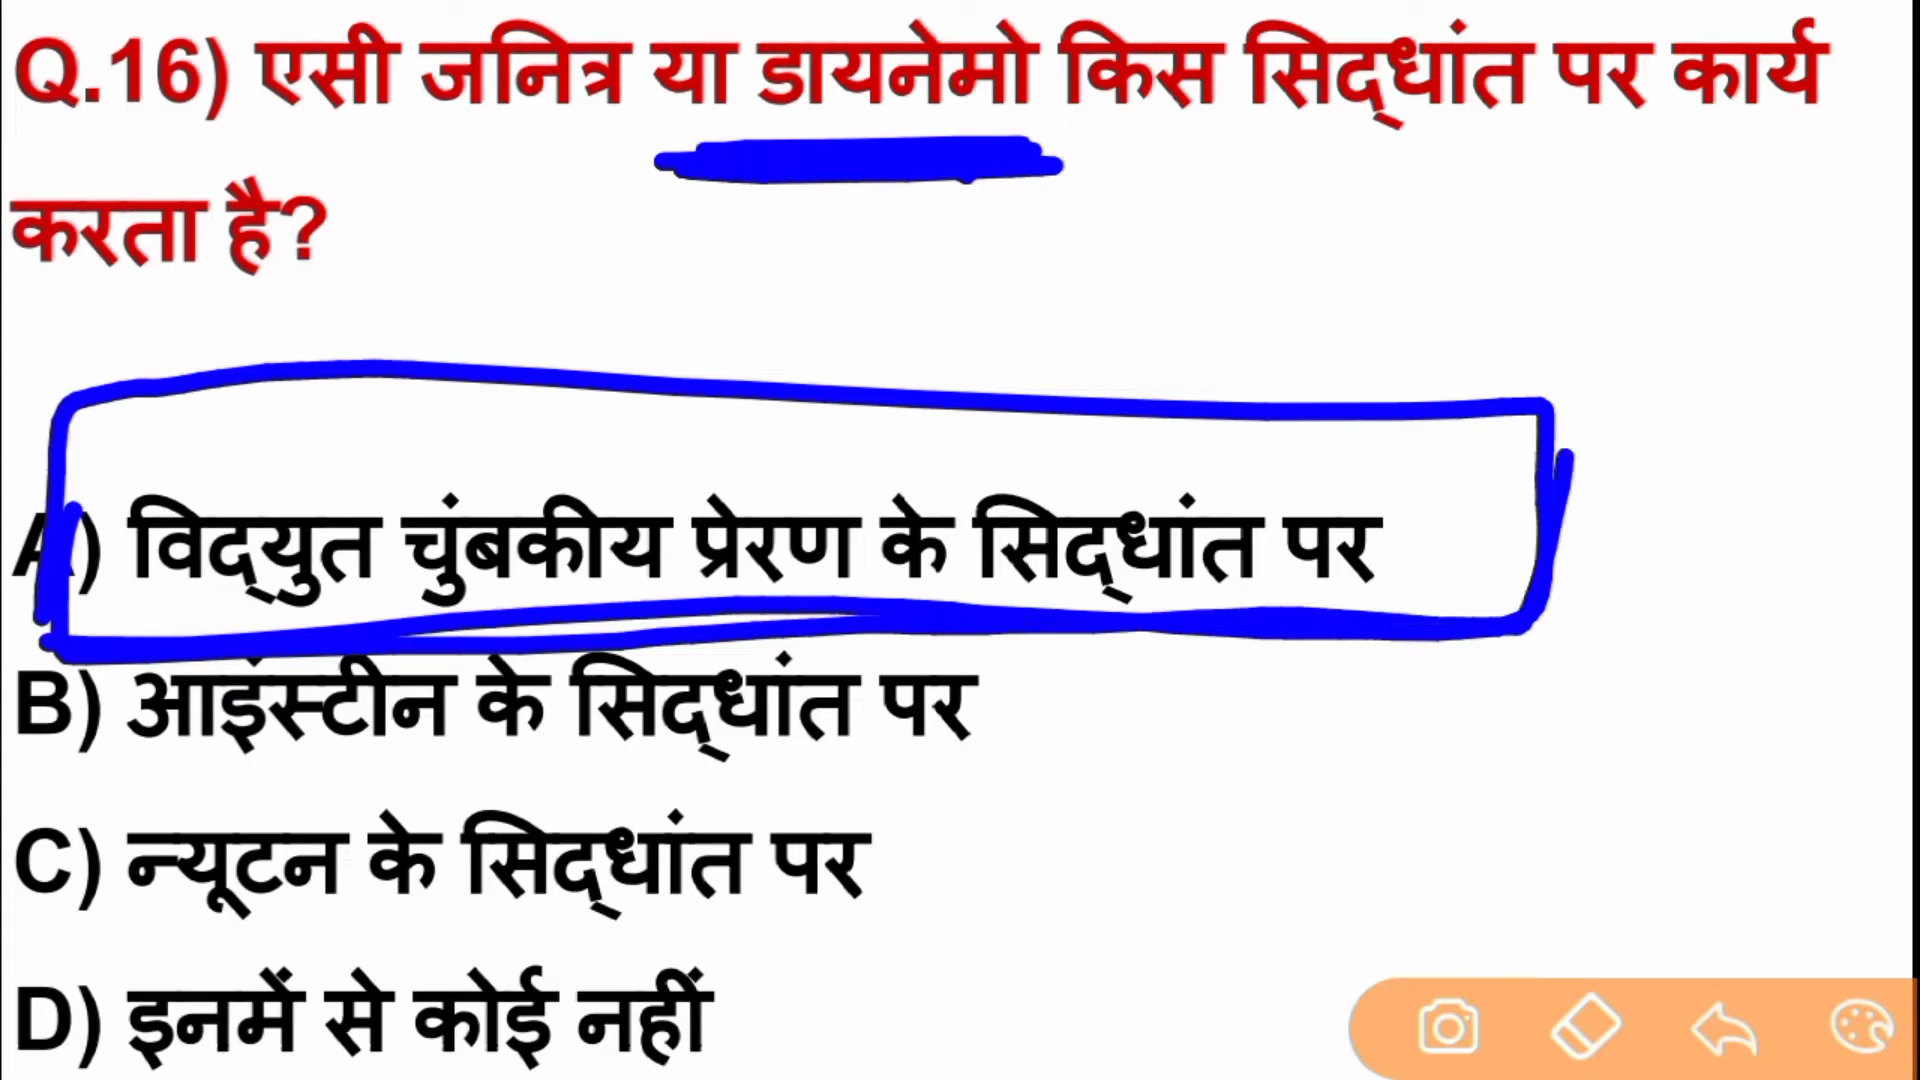 Q.16) एसी जनित्र या डायनेमो किस सिद्धांत पर कार्य
करता है?
A) विद्युत चुंबकीय प्रेरण के सिद्धांत पर
B) आइंस्टीन के सिद्धांत पर
C) न्यूटन के सिद्धांत पर
D) इनमें से कोई नहीं